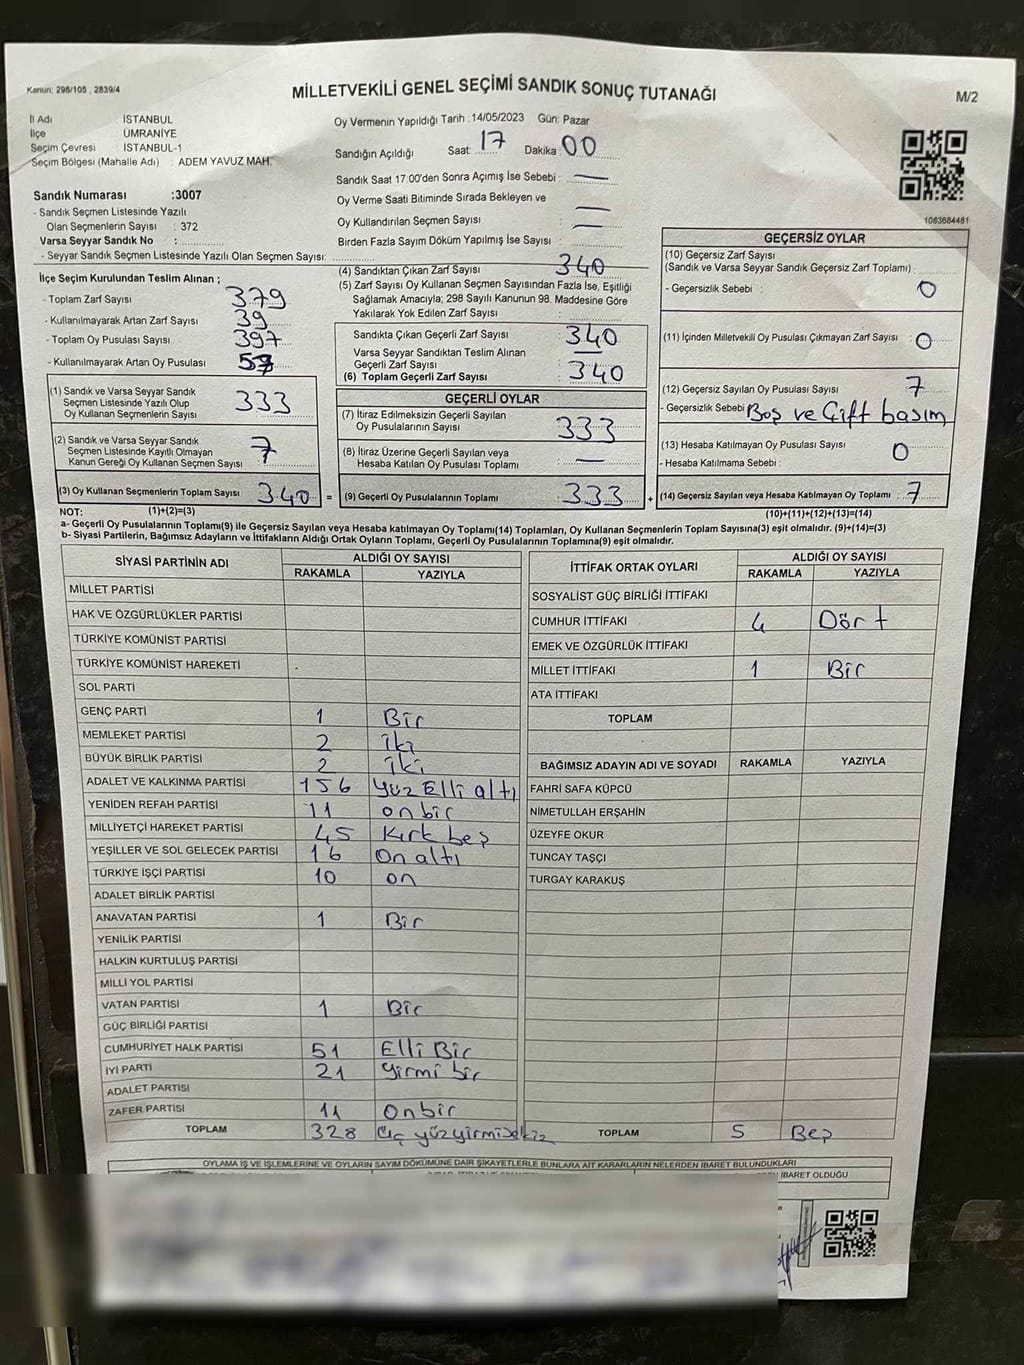 Kanun: 298/105 , 2839/4
MİLLETVEKİLİ GENEL SEÇİMİ SANDIK SONUÇ TUTANAĞI
M/2
İl Adı : İSTANBUL
İlçe : ÜMRANİYE
Seçim Çevresi : İSTANBUL-1
Seçim Bölgesi (Mahalle Adı) : ADEM YAVUZ MAH.
Sandık Numarası :3007
- Sandık Seçmen Listesinde Yazılı
Olan Seçmenlerin Sayısı : 372
Varsa Seyyar Sandık No :
- Seyyar Sandık Seçmen Listesinde Yazılı Olan Seçmen Sayısı:
Oy Vermenin Yapıldığı Tarih :14/05/2023 Gün: Pazar
Sandığın Açıldığı Saat: 17 Dakika 00
Sandık Saat 17:00'den Sonra Açımış İse Sebebi : —
Oy Verme Saati Bitiminde Sırada Bekleyen ve —
Oy Kullandırılan Seçmen Sayısı : —
Birden Fazla Sayım Döküm Yapılmış İse Sayısı :
1083684481
İlçe Seçim Kurulundan Teslim Alınan ;
- Toplam Zarf Sayısı : 379
- Kullanılmayarak Artan Zarf Sayısı : 39
- Toplam Oy Pusulası Sayısı : 397
- Kullanılmayarak Artan Oy Pusulası : 57
(1) Sandık ve Varsa Seyyar Sandık
Seçmen Listesinde Yazılı Olup
Oy Kullanan Seçmenlerin Sayısı : 333
(2) Sandık ve Varsa Seyyar Sandık
Seçmen Listesinde Kayıtlı Olmayan
Kanun Gereği Oy Kullanan Seçmen Sayısı : 7
(3) Oy Kullanan Seçmenlerin Toplam Sayısı : 340 =
(4) Sandıktan Çıkan Zarf Sayısı : 340
(5) Zarf Sayısı Oy Kullanan Seçmen Sayısından Fazla İse, Eşitliği
Sağlamak Amacıyla; 298 Sayılı Kanunun 98. Maddesine Göre
Yakılarak Yok Edilen Zarf Sayısı :
Sandıkta Çıkan Geçerli Zarf Sayısı : 340
Varsa Seyyar Sandıktan Teslim Alınan
Geçerli Zarf Sayısı : —
(6) Toplam Geçerli Zarf Sayısı : 340
GEÇERLİ OYLAR
(7) İtiraz Edilmeksizin Geçerli Sayılan
Oy Pusulalarının Sayısı : 333
(8) İtiraz Üzerine Geçerli Sayılan veya
Hesaba Katılan Oy Pusulası Toplamı : —
(9) Geçerli Oy Pusulalarının Toplamı : 333 +
GEÇERSİZ OYLAR
(10) Geçersiz Zarf Sayısı
(Sandık ve Varsa Seyyar Sandık Geçersiz Zarf Toplamı) :
- Geçersizlik Sebebi : 0
(11) İçinden Milletvekili Oy Pusulası Çıkmayan Zarf Sayısı : 0
(12) Geçersiz Sayılan Oy Pusulası Sayısı : 7
- Geçersizlik Sebebi : Boş ve Çift basım
(13) Hesaba Katılmayan Oy Pusulası Sayısı : 0
- Hesaba Katılmama Sebebi :
(14) Geçersiz Sayılan veya Hesaba Katılmayan Oy Toplamı : 7
NOT: (1)+(2)=(3) (10)+(11)+(12)+(13)=(14)
a- Geçerli Oy Pusulalarının Toplamı(9) ile Geçersiz Sayılan veya Hesaba katılmayan Oy Toplamı(14) Toplamları, Oy Kullanan Seçmenlerin Toplam Sayısına(3) eşit olmalıdır. (9)+(14)=(3)
b- Siyasi Partilerin, Bağımsız Adayların ve İttifakların Aldığı Ortak Oyların Toplamı, Geçerli Oy Pusulalarının Toplamına(9) eşit olmalıdır.
SİYASİ PARTİNİN ADI ALDIĞI OY SAYISI
RAKAMLA YAZIYLA
MİLLET PARTİSİ
HAK VE ÖZGÜRLÜKLER PARTİSİ
TÜRKİYE KOMÜNİST PARTİSİ
TÜRKİYE KOMÜNİST HAREKETİ
SOL PARTİ
GENÇ PARTİ 1 Bir
MEMLEKET PARTİSİ 2 iki
BÜYÜK BİRLİK PARTİSİ 2 iki
ADALET VE KALKINMA PARTİSİ 156 Yüz Elli altı
YENİDEN REFAH PARTİSİ 11 on bir
MİLLİYETÇİ HAREKET PARTİSİ 45 Kırk beş
YEŞİLLER VE SOL GELECEK PARTİSİ 16 On altı
TÜRKİYE İŞÇİ PARTİSİ 10 on
ADALET BİRLİK PARTİSİ
ANAVATAN PARTİSİ 1 Bir
YENİLİK PARTİSİ
HALKIN KURTULUŞ PARTİSİ
MİLLİ YOL PARTİSİ
VATAN PARTİSİ 1 Bir
GÜÇ BİRLİĞİ PARTİSİ
CUMHURİYET HALK PARTİSİ 51 Elli Bir
İYİ PARTİ 21 yirmi bir
ADALET PARTİSİ
ZAFER PARTİSİ 11 Onbir
TOPLAM 328 üç yüzyirmisekiz
İTTİFAK ORTAK OYLARI ALDIĞI OY SAYISI
RAKAMLA YAZIYLA
SOSYALİST GÜÇ BİRLİĞİ İTTİFAKI
CUMHUR İTTİFAKI 4 Dört
EMEK VE ÖZGÜRLÜK İTTİFAKI
MİLLET İTTİFAKI 1 Bir
ATA İTTİFAKI
TOPLAM
BAĞIMSIZ ADAYIN ADI VE SOYADI RAKAMLA YAZIYLA
FAHRİ SAFA KÜPCÜ
NİMETULLAH ERŞAHİN
ÜZEYFE OKUR
TUNCAY TAŞÇI
TURGAY KARAKUŞ
TOPLAM 5 Beş
OYLAMA İŞ VE İŞLEMLERİNE VE OYLARIN SAYIM DÖKÜMÜNE DAİR ŞİKAYETLERLE BUNLARA AİT KARARLARIN NELERDEN İBARET BULUNDUKLARI
İBARET OLDUĞU